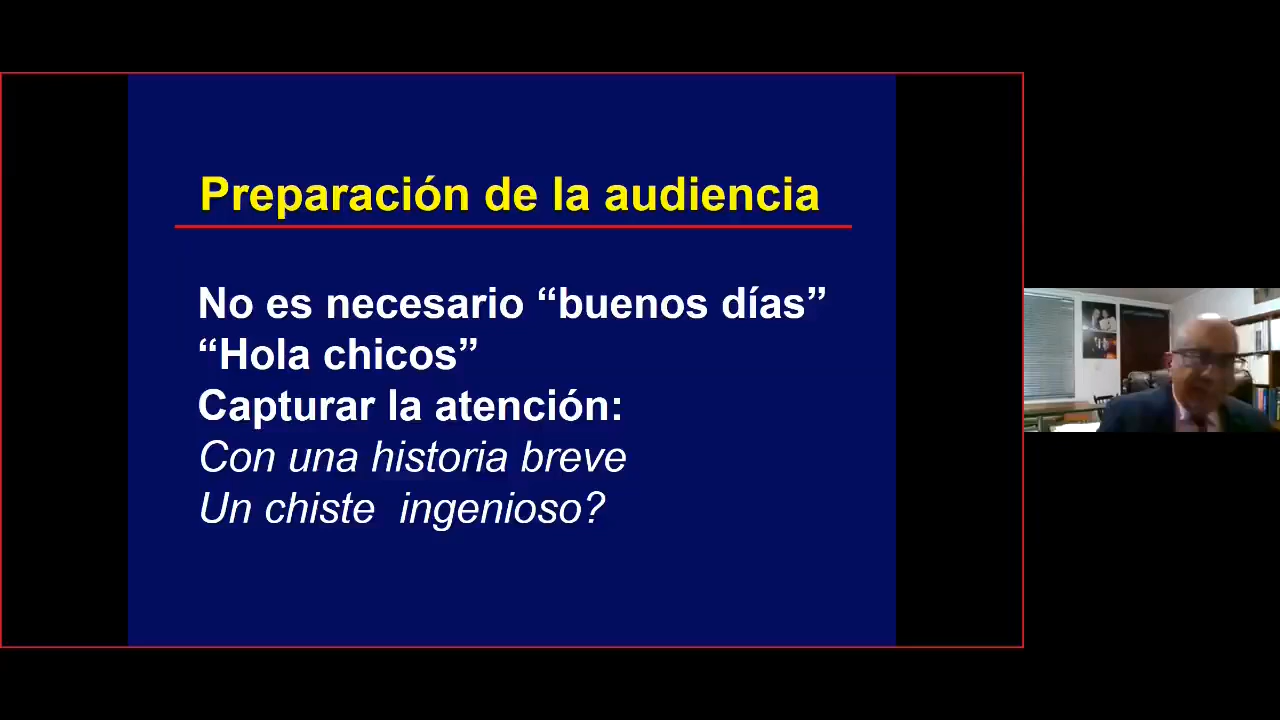 Preparación de la audiencia
No es necesario “buenos días”
“Hola chicos”
Capturar la atención:
Con una historia breve
Un chiste  ingenioso?